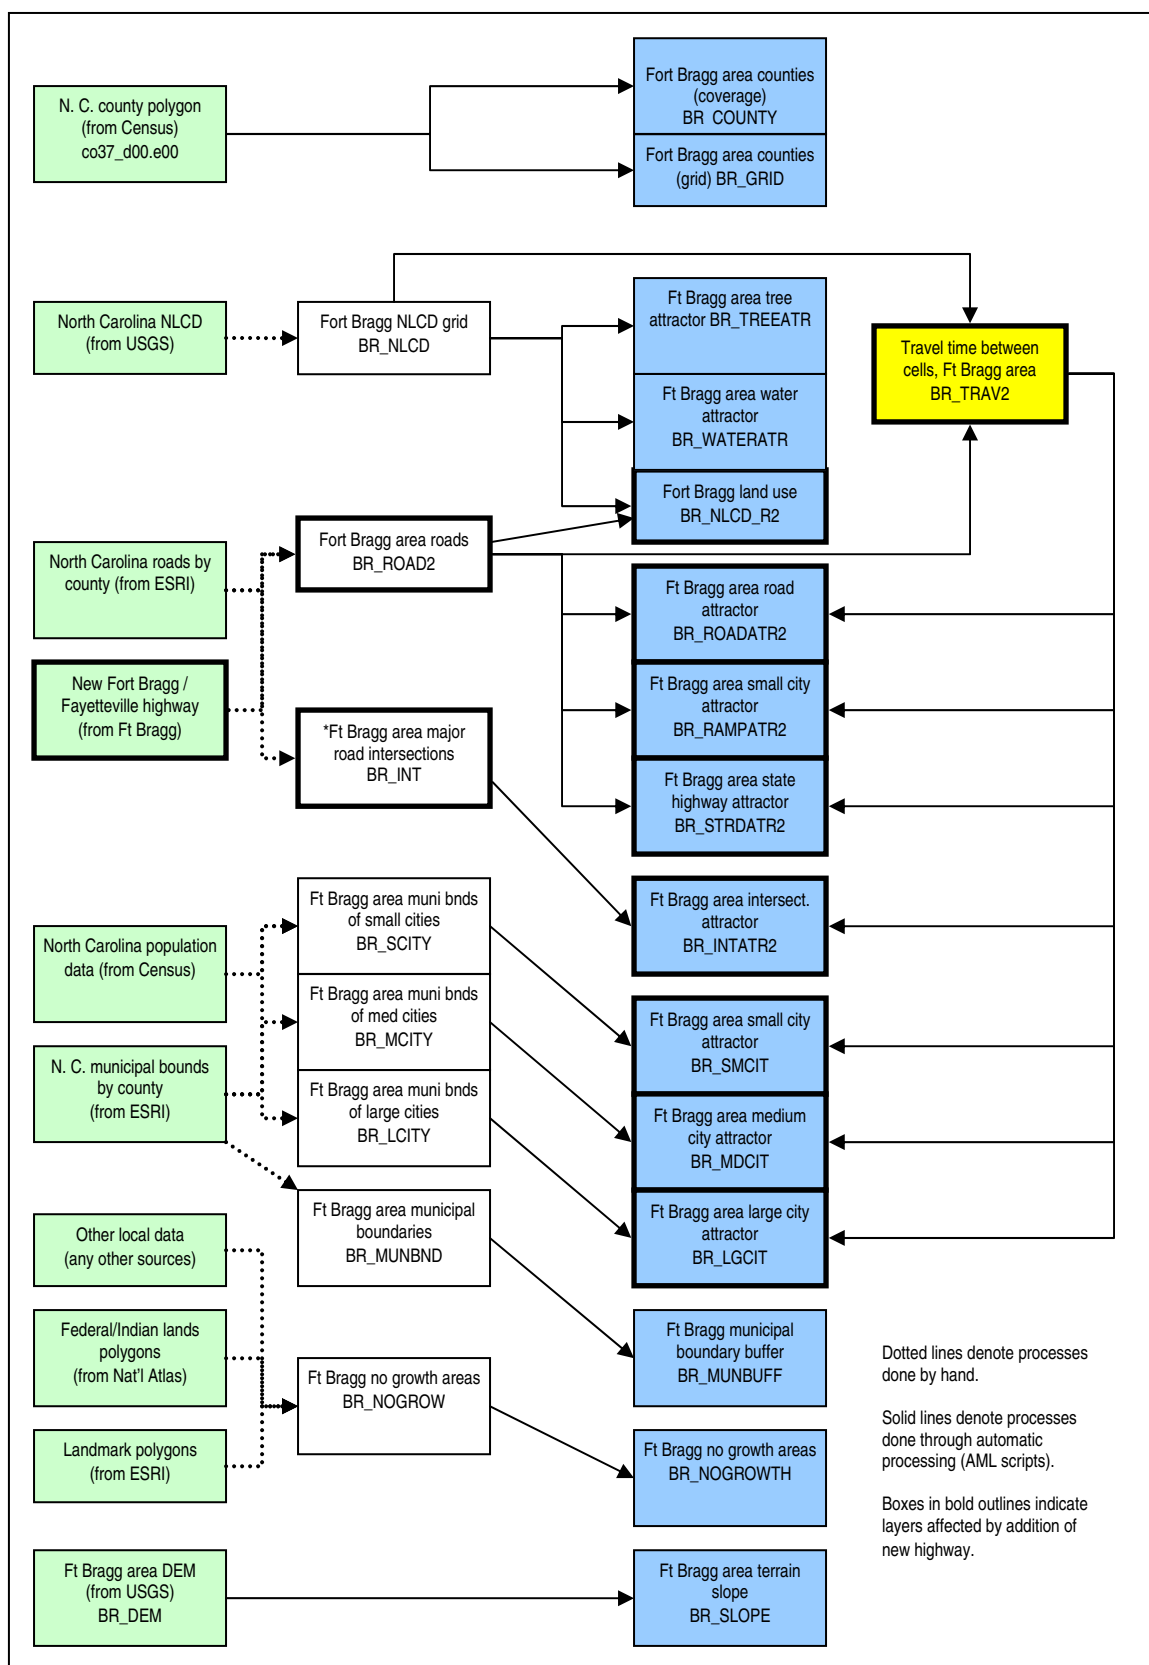 N. C. county polygon
(from Census)
co37_d00.e00
Fort Bragg area counties
(coverage)
BR_COUNTY
Fort Bragg area counties
(grid) BR_GRID
North Carolina NLCD
(from USGS)
Fort Bragg NLCD grid
BR_NLCD
Ft Bragg area tree
attractor BR_TREEATR
Ft Bragg area water
attractor
BR_WATERATR
Fort Bragg land use
BR_NLCD_R2
Travel time between
cells, Ft Bragg area
BR_TRAV2
North Carolina roads by
county (from ESRI)
Fort Bragg area roads
BR_ROAD2
New Fort Bragg /
Fayetteville highway
(from Ft Bragg)
*Ft Bragg area major
road intersections
BR_INT
Ft Bragg area road
attractor
BR_ROADATR2
Ft Bragg area small city
attractor
BR_RAMPATR2
Ft Bragg area state
highway attractor
BR_STRDATR2
Ft Bragg area intersect.
attractor
BR_INTATR2
North Carolina population
data (from Census)
N. C. municipal bounds
by county
(from ESRI)
Ft Bragg area muni bnds
of small cities
BR_SCITY
Ft Bragg area muni bnds
of med cities
BR_MCITY
Ft Bragg area muni bnds
of large cities
BR_LCITY
Ft Bragg area small city
attractor
BR_SMCIT
Ft Bragg area medium
city attractor
BR_MDCIT
Ft Bragg area large city
attractor
BR_LGCIT
Ft Bragg area municipal
boundaries
BR_MUNBND
Other local data
(any other sources)
Federal/Indian lands
polygons
(from Nat'l Atlas)
Landmark polygons
(from ESRI)
Ft Bragg no growth areas
BR_NOGROW
Ft Bragg municipal
boundary buffer
BR_MUNBUFF
Ft Bragg no growth areas
BR_NOGROWTH
Ft Bragg area DEM
(from USGS)
BR_DEM
Ft Bragg area terrain
slope
BR_SLOPE
Dotted lines denote processes
done by hand.
Solid lines denote processes
done through automatic
processing (AML scripts).
Boxes in bold outlines indicate
layers affected by addition of
new highway.